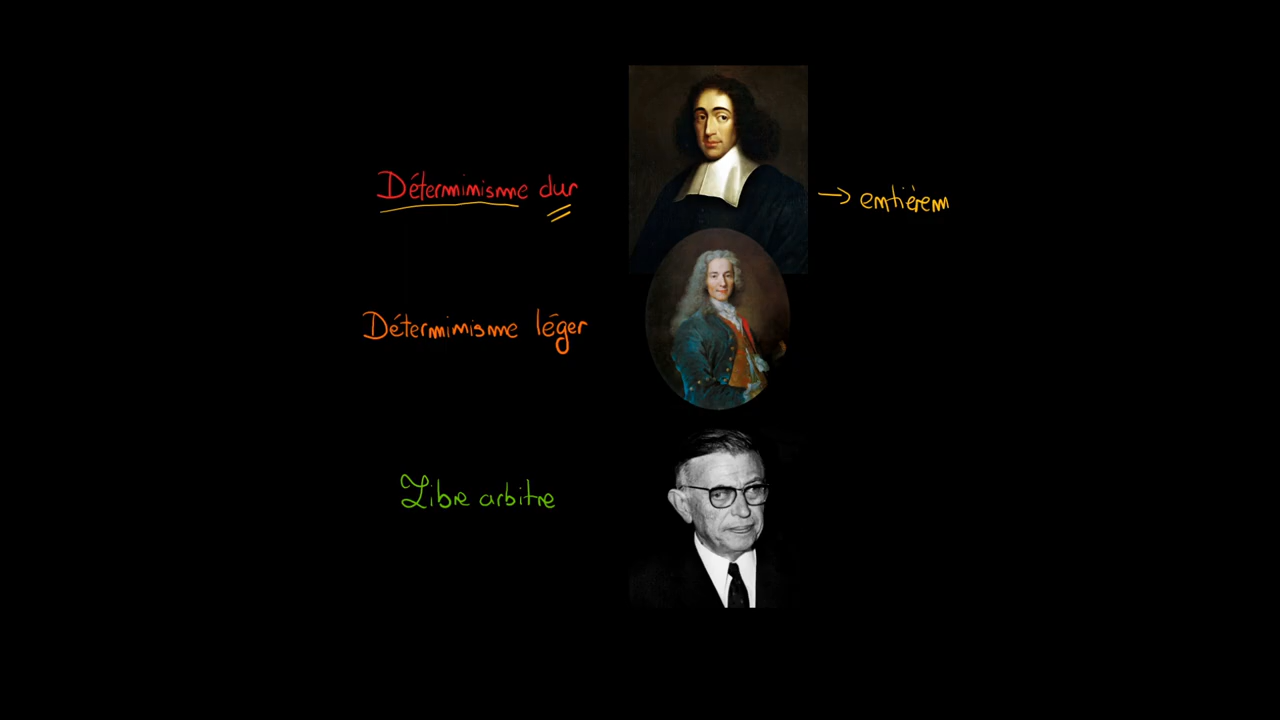 Déterminisme dur
→ entièrem
Déterminisme léger
Libre arbitre